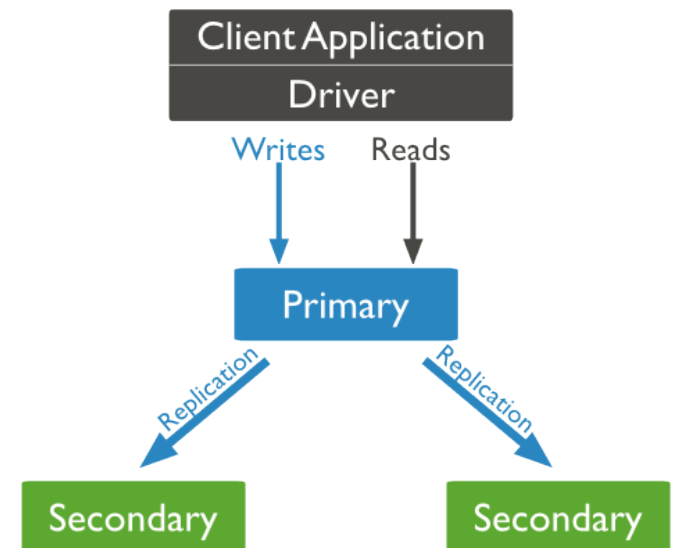 Client Application
Driver
Writes Reads
Primary
Replication Replication
Secondary Secondary